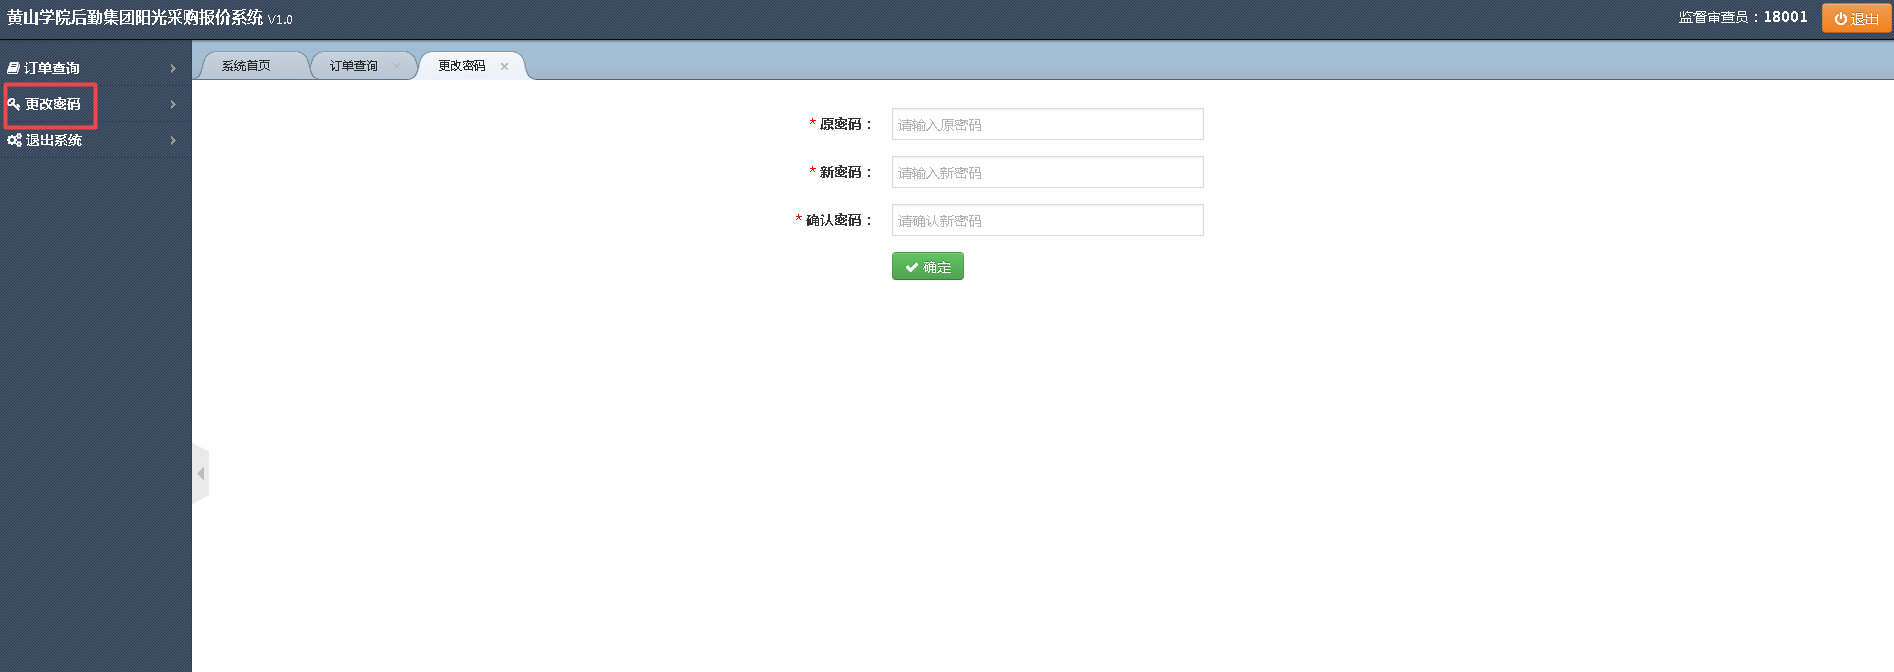 黄山学院后勤集团阳光采购报价系统 V1.0
监督审查员：18001
退出
订单查询
更改密码
退出系统
系统首页
订单查询
更改密码
* 原密码：
请输入原密码
* 新密码：
请输入新密码
* 确认密码：
请确认新密码
确定